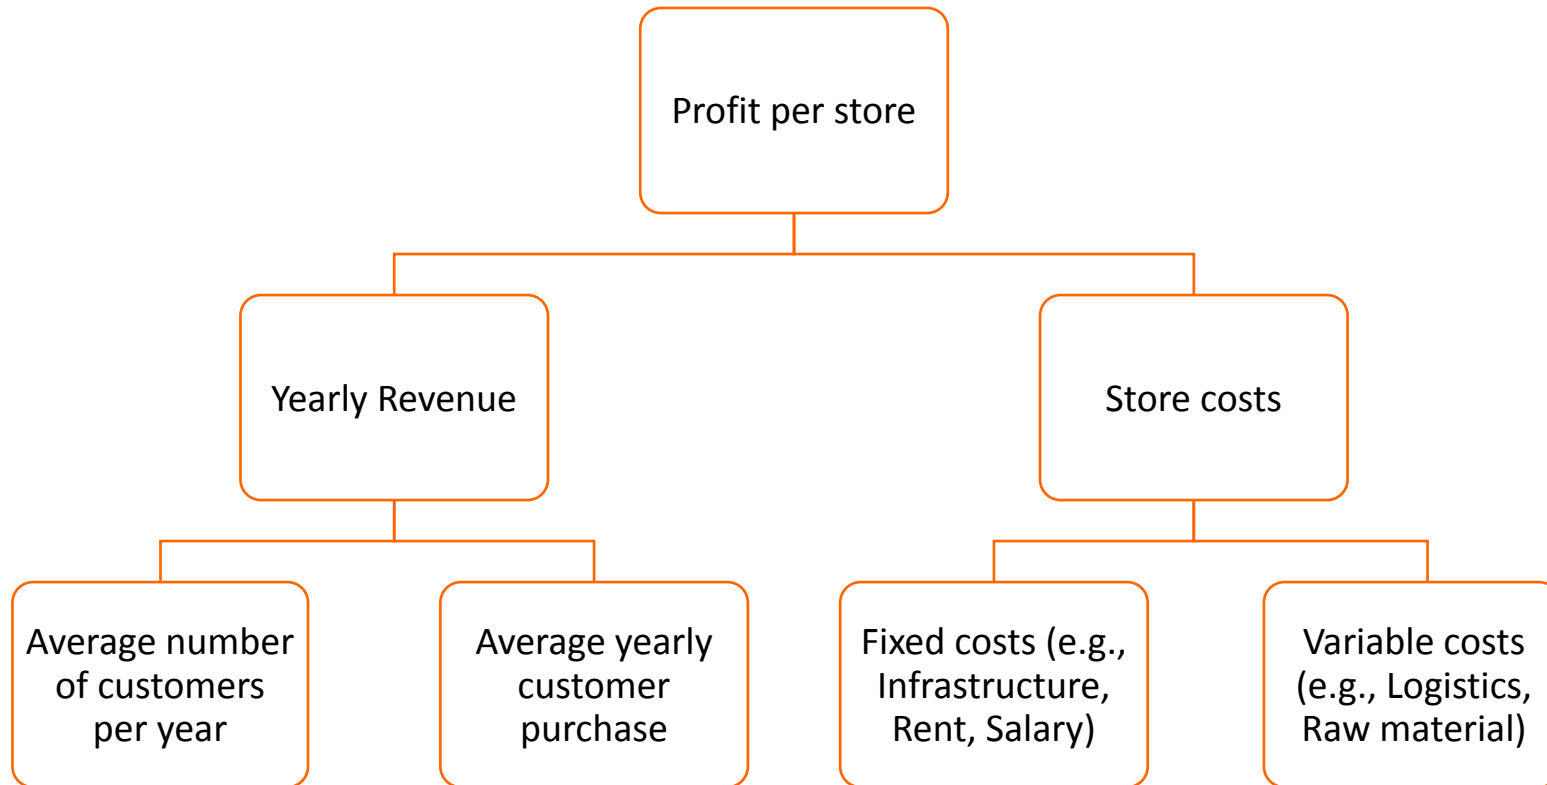 Profit per store
Yearly Revenue
Store costs
Average number
of customers
per year
Average yearly
customer
purchase
Fixed costs (e.g.,
Infrastructure,
Rent, Salary)
Variable costs
(e.g., Logistics,
Raw material)